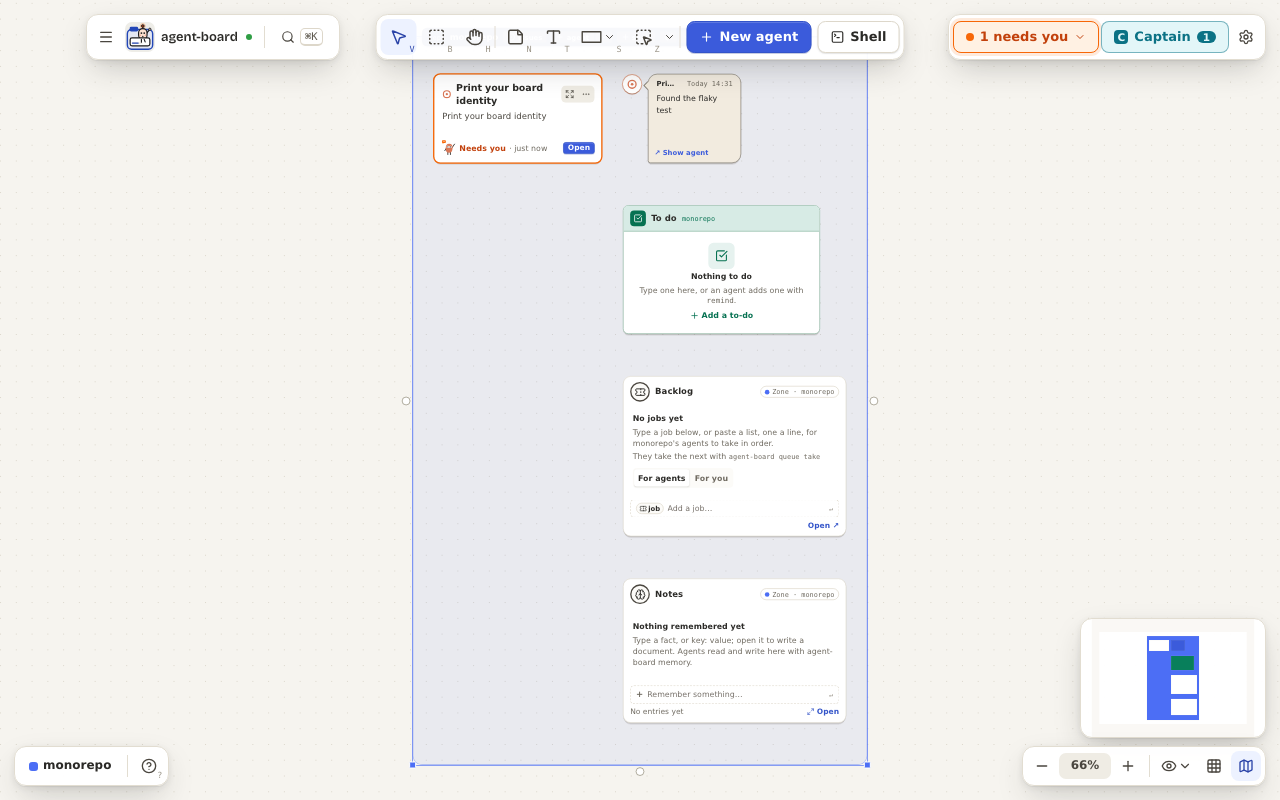 agent-board
⌘K
V
B
H
N
T
S
Z
+ New agent
Shell
1 needs you
C Captain 1
Print your board
identity
Print your board identity
Needs you · just now
Open
Pri... Today 14:31
Found the flaky
test
↗ Show agent
To do monorepo
Nothing to do
Type one here, or an agent adds one with
remind.
+ Add a to-do
Backlog
Zone · monorepo
No jobs yet
Type a job below, or paste a list, one a line, for
monorepo's agents to take in order.
They take the next with agent-board queue take
For agents
For you
job Add a job...
Open ↗
Notes
Zone · monorepo
Nothing remembered yet
Type a fact, or key: value; open it to write a
document. Agents read and write here with agent-
board memory.
+ Remember something...
No entries yet
Open
monorepo
?
− 66% +